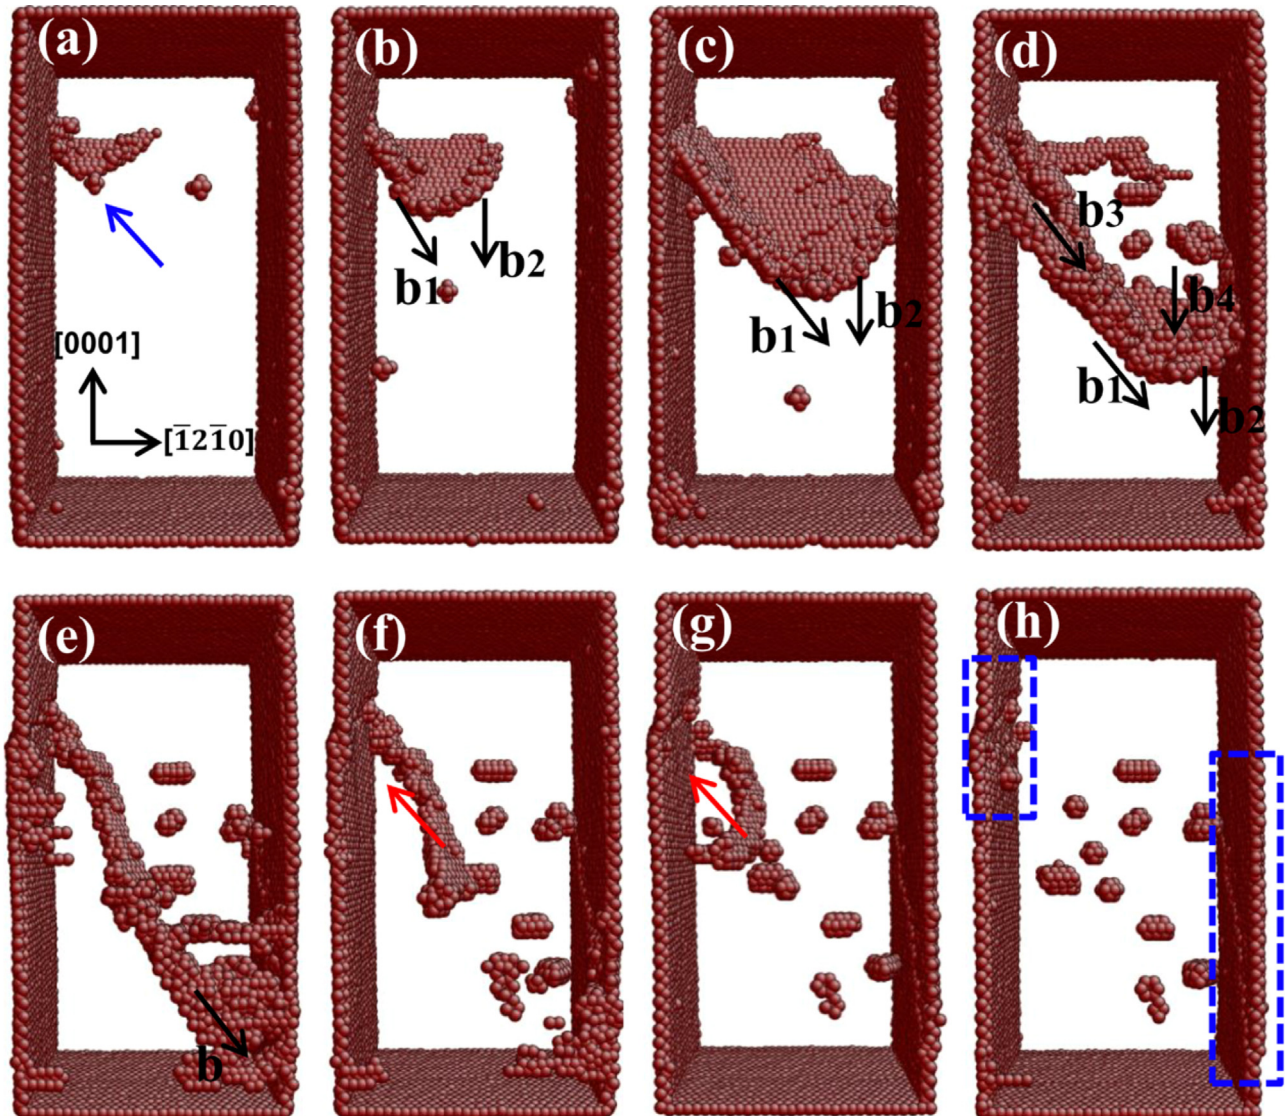 (a)
[0001]
[1̅21̅0]
(b)
b1
b2
(c)
b1
b2
(d)
b3
b4
b1
b2
(e)
b
(f)
(g)
(h)